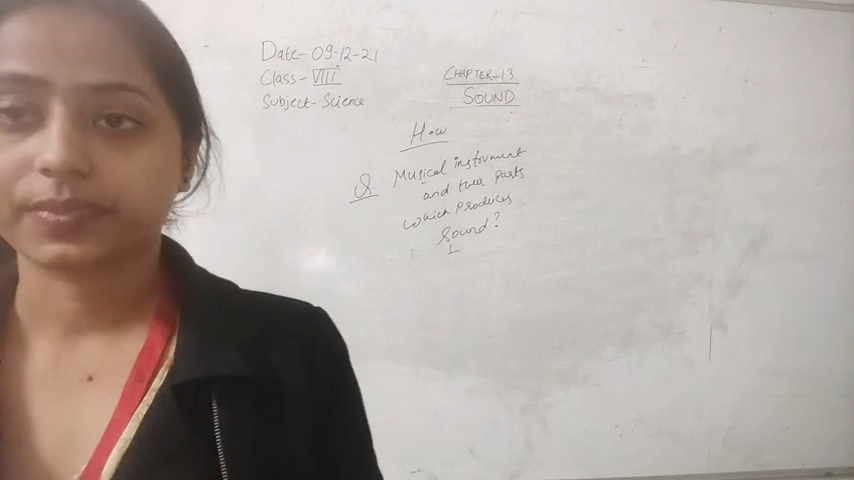 Date- 09-12-21
Class- VIII
Subject- Science
CHAPTER-13
SOUND
H.w
Q. Musical instrument
and their parts
which Produces
Sound?